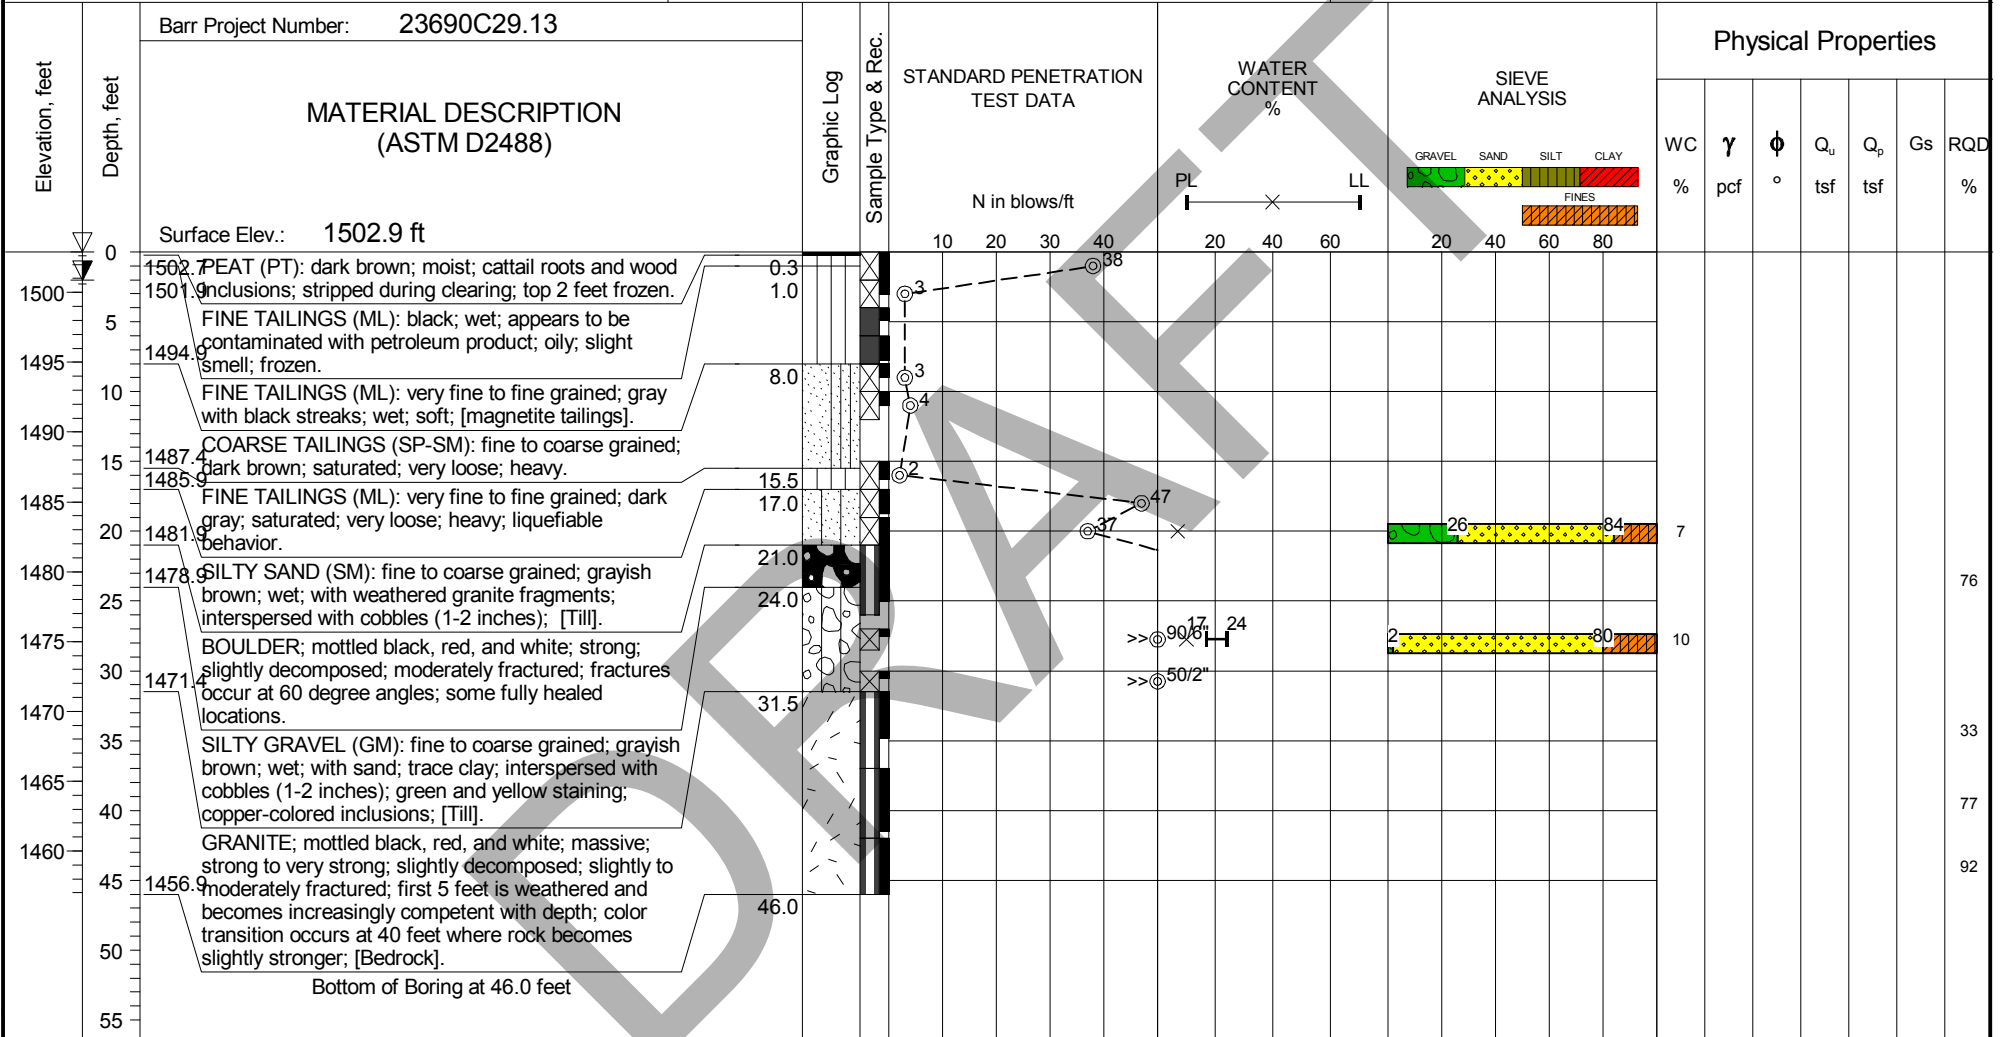 Barr Project Number: 23690C29.13
Elevation, feet
Depth, feet
MATERIAL DESCRIPTION
(ASTM D2488)
Surface Elev.: 1502.9 ft
Graphic Log
Sample Type & Rec.
STANDARD PENETRATION
TEST DATA
N in blows/ft
10 20 30 40
WATER
CONTENT
%
PL LL
20 40 60
SIEVE
ANALYSIS
GRAVEL SAND SILT CLAY
FINES
20 40 60 80
Physical Properties
WC γ ϕ Qu Qp Gs RQD
% pcf ° tsf tsf %
0
5
10
15
20
25
30
35
40
45
50
55
1500
1495
1490
1485
1480
1475
1470
1465
1460
1502.7
1501.9
1494.9
1487.4
1485.9
1481.9
1478.9
1471.4
1456.9
PEAT (PT): dark brown; moist; cattail roots and wood
inclusions; stripped during clearing; top 2 feet frozen.
FINE TAILINGS (ML): black; wet; appears to be
contaminated with petroleum product; oily; slight
smell; frozen.
FINE TAILINGS (ML): very fine to fine grained; gray
with black streaks; wet; soft; [magnetite tailings].
COARSE TAILINGS (SP-SM): fine to coarse grained;
dark brown; saturated; very loose; heavy.
FINE TAILINGS (ML): very fine to fine grained; dark
gray; saturated; very loose; heavy; liquefiable
behavior.
SILTY SAND (SM): fine to coarse grained; grayish
brown; wet; with weathered granite fragments;
interspersed with cobbles (1-2 inches); [Till].
BOULDER; mottled black, red, and white; strong;
slightly decomposed; moderately fractured; fractures
occur at 60 degree angles; some fully healed
locations.
SILTY GRAVEL (GM): fine to coarse grained; grayish
brown; wet; with sand; trace clay; interspersed with
cobbles (1-2 inches); green and yellow staining;
copper-colored inclusions; [Till].
GRANITE; mottled black, red, and white; massive;
strong to very strong; slightly decomposed; slightly to
moderately fractured; first 5 feet is weathered and
becomes increasingly competent with depth; color
transition occurs at 40 feet where rock becomes
slightly stronger; [Bedrock].
Bottom of Boring at 46.0 feet
0.3
1.0
8.0
15.5
17.0
21.0
24.0
31.5
46.0
38
3
3
4
2
47
37
>> 90/6"
>> 50/2"
17 24
26 84
2 80
7
10
76
33
77
92
DRAFT